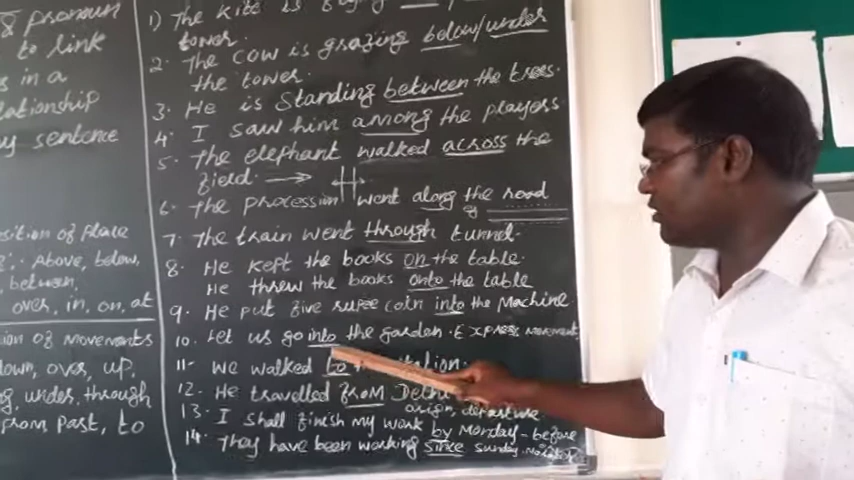 & pronoun
to link
s in a
relationship
y sentence
osition of place
above, below,
between,
over, in, on, at
of movements
down, over, up,
under, through
from, past, to
1) The kite is flying
tower.
2. The cow is grazing below/under
the tower.
3. He is standing between the trees
4. I saw him among the players
5. The elephant walked across the
field.
6. The procession went along the road
7. The train went through the tunnel.
8. He kept the books on the table.
He threw the books onto the table
9. He put five rupee coin into the Machine
10. Let us go into the garden. Express movement
11- we walked to
12. He travelled from Delhi
origin, departure
13. I shall finish my work by Monday - before
14. They have been working since Sunday.